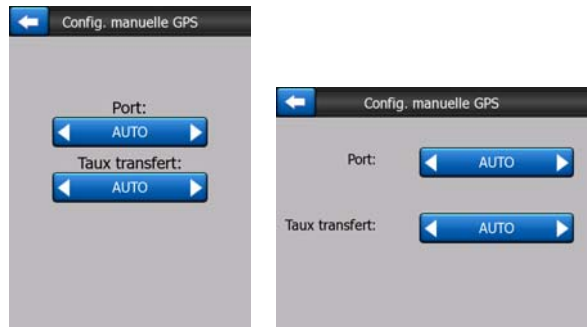 Config. manuelle GPS
Port:
AUTO
Taux transfert:
AUTO
Config. manuelle GPS
Port:
AUTO
Taux transfert:
AUTO